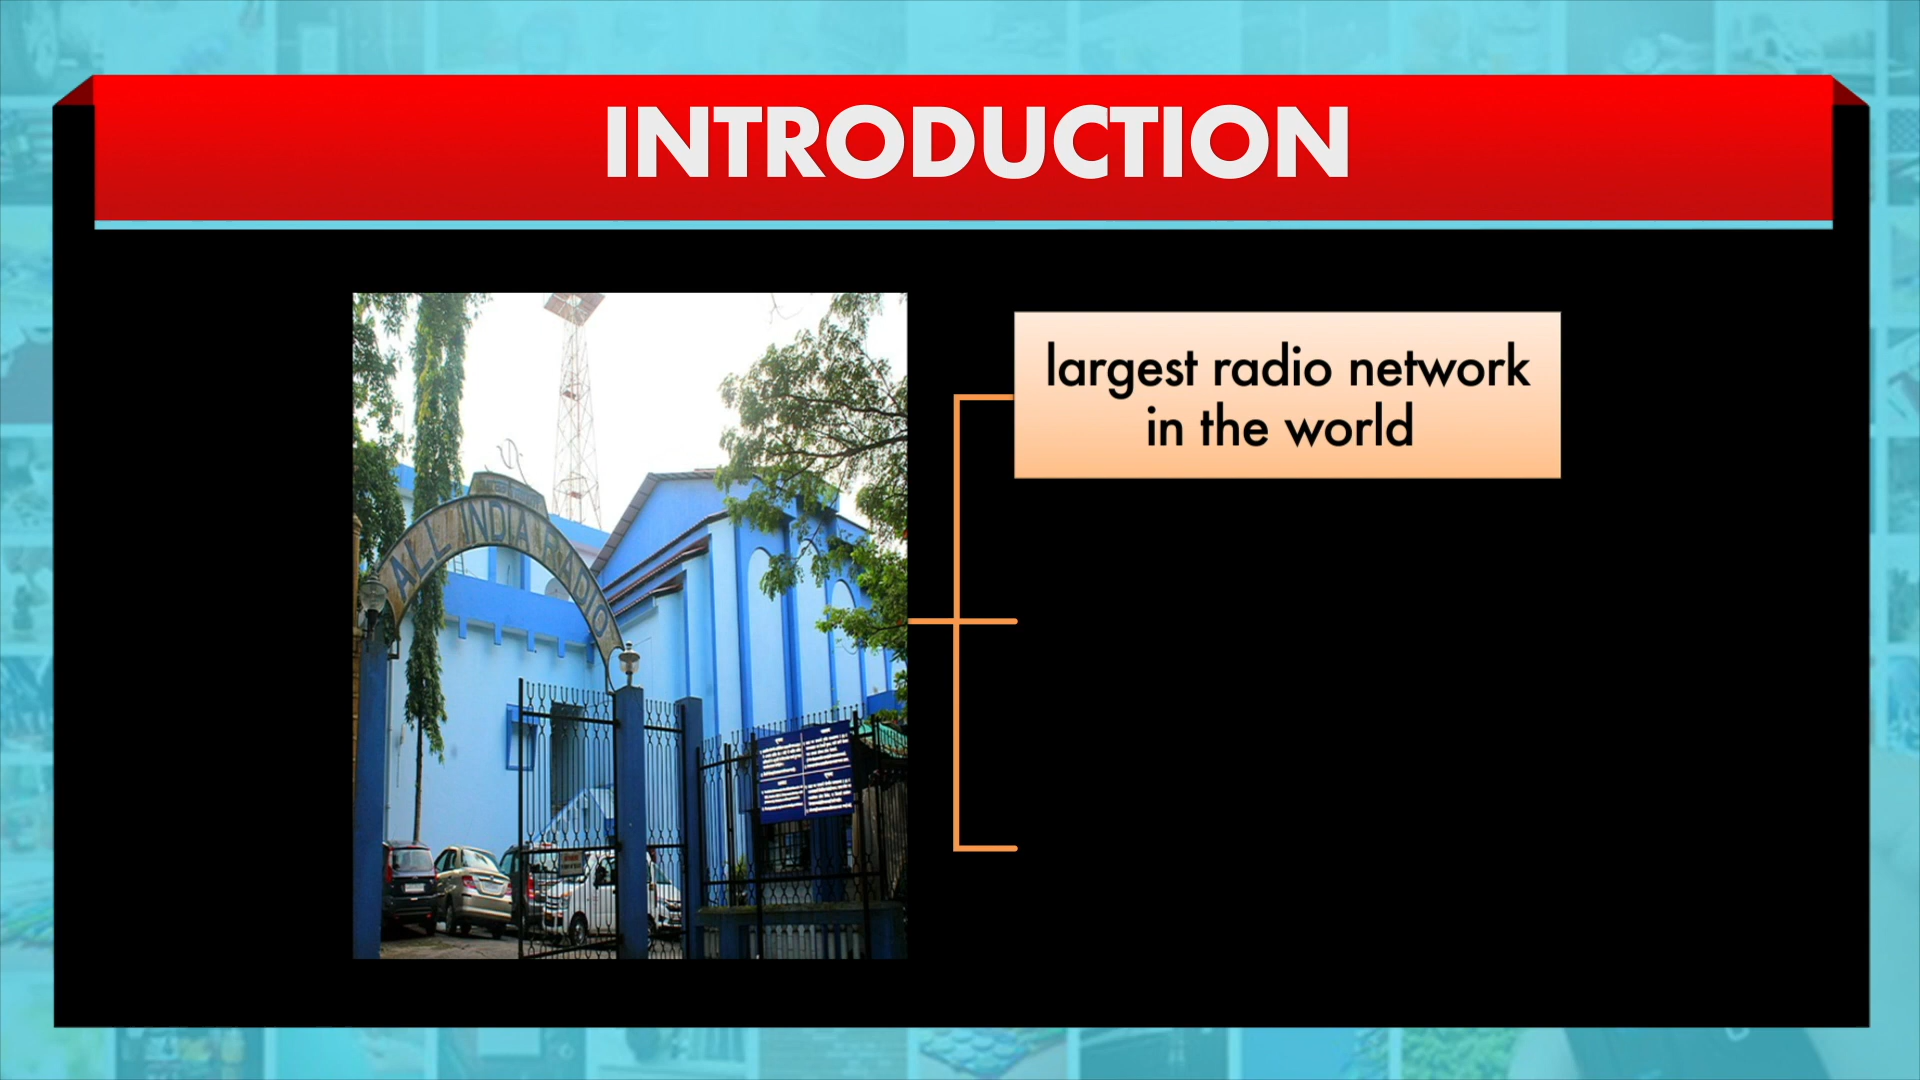 INTRODUCTION
largest radio network
in the world
ALL INDIA RADIO